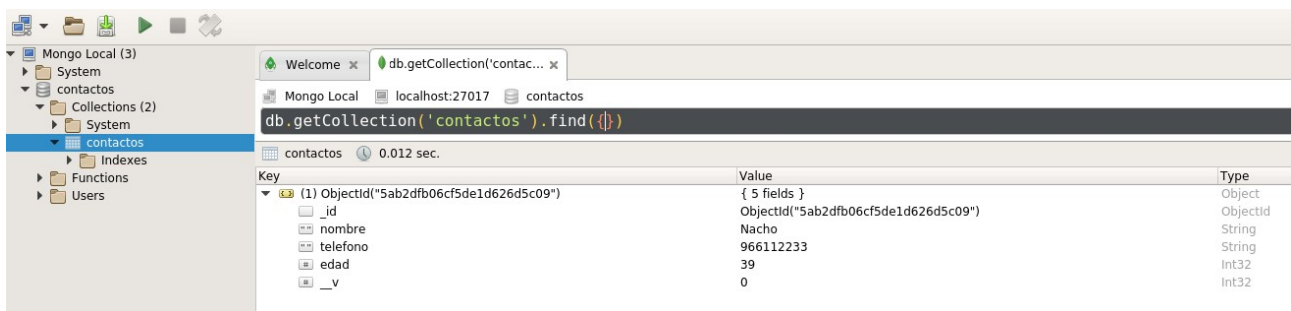 Mongo Local (3)
System
contactos
Collections (2)
System
contactos
Indexes
Functions
Users
Welcome
db.getCollection('contac...
Mongo Local localhost:27017 contactos
db.getCollection('contactos').find({})
contactos 0.012 sec.
Key Value Type
(1) ObjectId("5ab2dfb06cf5de1d626d5c09") { 5 fields } Object
_id ObjectId("5ab2dfb06cf5de1d626d5c09") ObjectId
nombre Nacho String
telefono 966112233 String
edad 39 Int32
__v 0 Int32